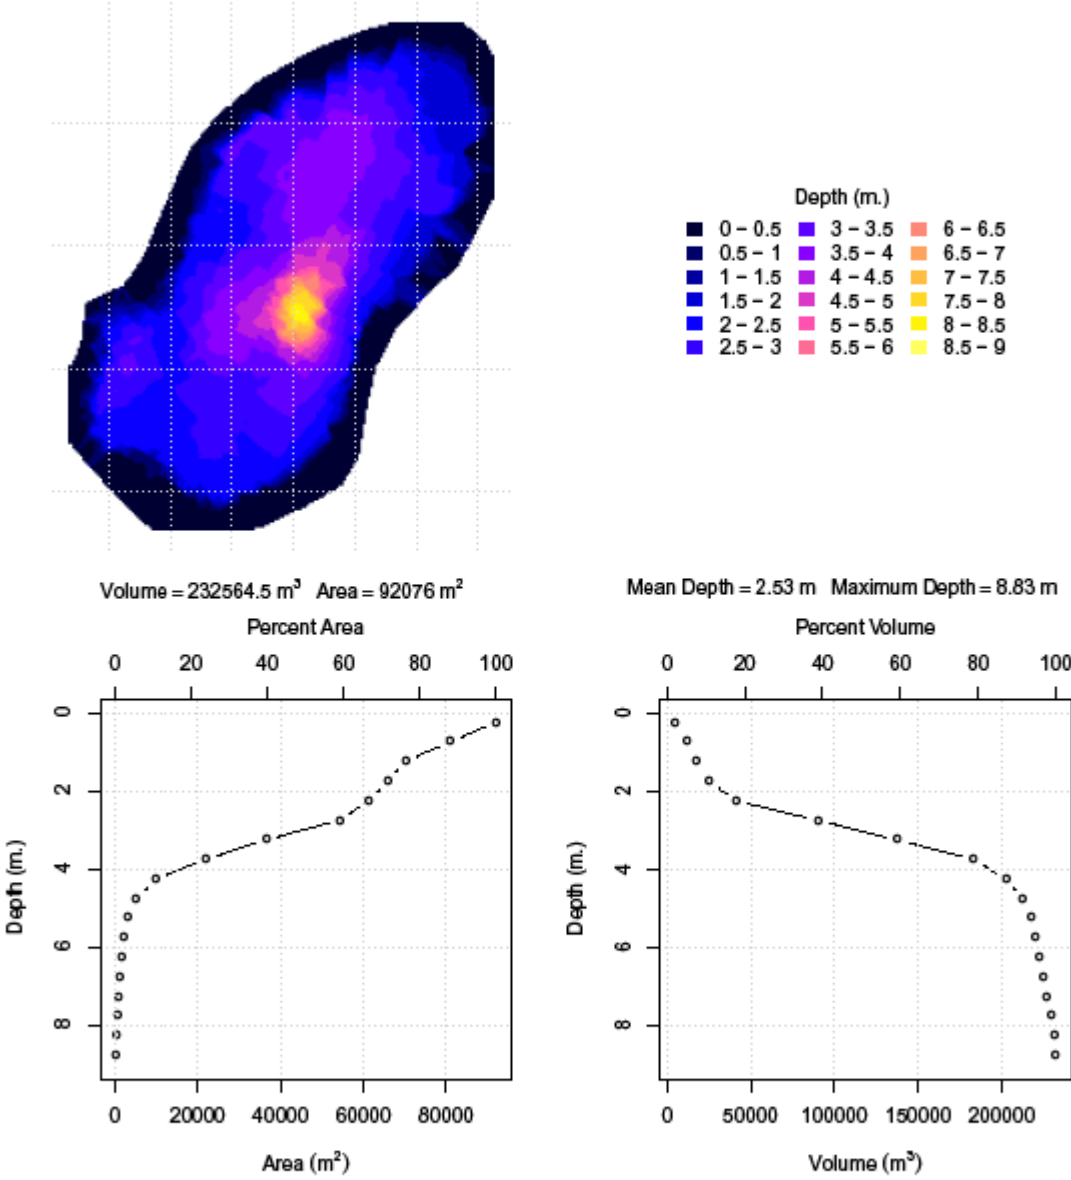 Depth (m.)
0 – 0.5 3 – 3.5 6 – 6.5
0.5 – 1 3.5 – 4 6.5 – 7
1 – 1.5 4 – 4.5 7 – 7.5
1.5 – 2 4.5 – 5 7.5 – 8
2 – 2.5 5 – 5.5 8 – 8.5
2.5 – 3 5.5 – 6 8.5 – 9
Volume = 232564.5 m³ Area = 92076 m²
Mean Depth = 2.53 m Maximum Depth = 8.83 m
Percent Area
0 20 40 60 80 100
0
2
4
6
8
Depth (m.)
0 20000 40000 60000 80000
Area (m²)
Percent Volume
0 20 40 60 80 100
0
2
4
6
8
Depth (m.)
0 50000 100000 150000 200000
Volume (m³)